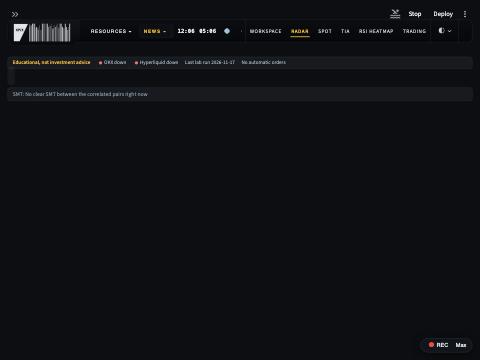 Stop Deploy
RESOURCES NEWS 12:06 05:06 WORKSPACE RADAR SPOT TIA RSI HEATMAP TRADING
Educational, not investment advice OKX down Hyperliquid down Last lab run 2026-11-17 No automatic orders
SMT: No clear SMT between the correlated pairs right now
REC Max